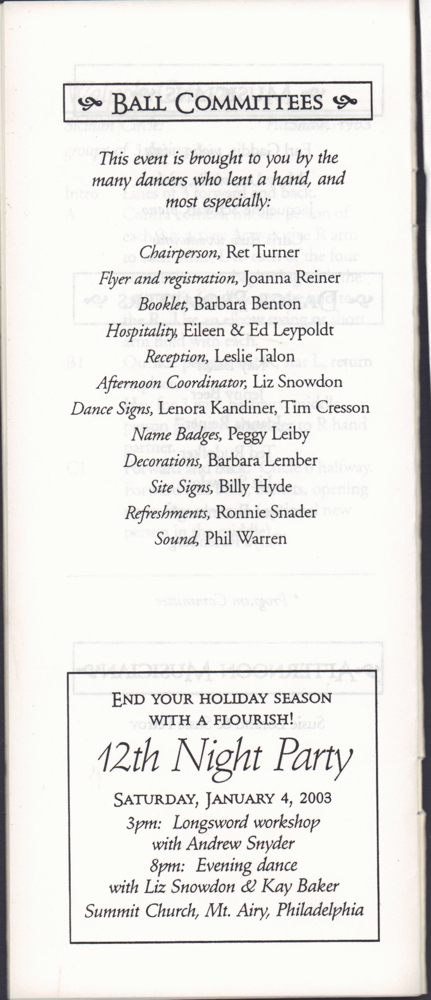 BALL COMMITTEES
This event is brought to you by the
many dancers who lent a hand, and
most especially:
Chairperson, Ret Turner
Flyer and registration, Joanna Reiner
Booklet, Barbara Benton
Hospitality, Eileen & Ed Leypoldt
Reception, Leslie Talon
Afternoon Coordinator, Liz Snowdon
Dance Signs, Lenora Kandiner, Tim Cresson
Name Badges, Peggy Leiby
Decorations, Barbara Lember
Site Signs, Billy Hyde
Refreshments, Ronnie Snader
Sound, Phil Warren
END YOUR HOLIDAY SEASON
WITH A FLOURISH!
12th Night Party
SATURDAY, JANUARY 4, 2003
3pm: Longsword workshop
with Andrew Snyder
8pm: Evening dance
with Liz Snowdon & Kay Baker
Summit Church, Mt. Airy, Philadelphia